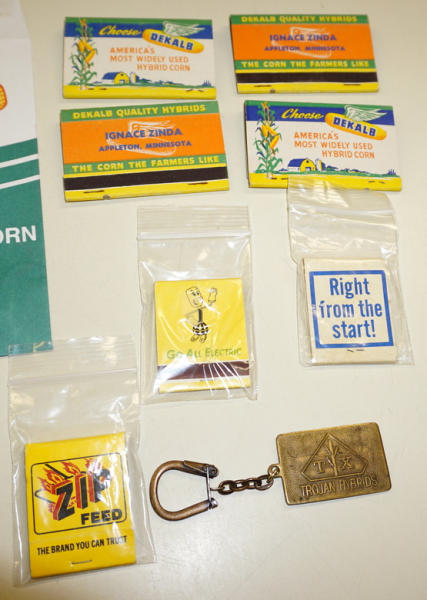 Choose
DEKALB
AMERICA'S
MOST WIDELY USED
HYBRID CORN
DEKALB QUALITY HYBRIDS
IGNACE ZINDA
APPLETON, MINNESOTA
THE CORN THE FARMERS LIKE
DEKALB QUALITY HYBRIDS
IGNACE ZINDA
APPLETON, MINNESOTA
THE CORN THE FARMERS LIKE
Choose
DEKALB
AMERICA'S
MOST WIDELY USED
HYBRID CORN
ORN
GO ALL ELECTRIC
Right
from the
start!
ZIP
FEED
THE BRAND YOU CAN TRUST
T X
TROJAN HYBRIDS